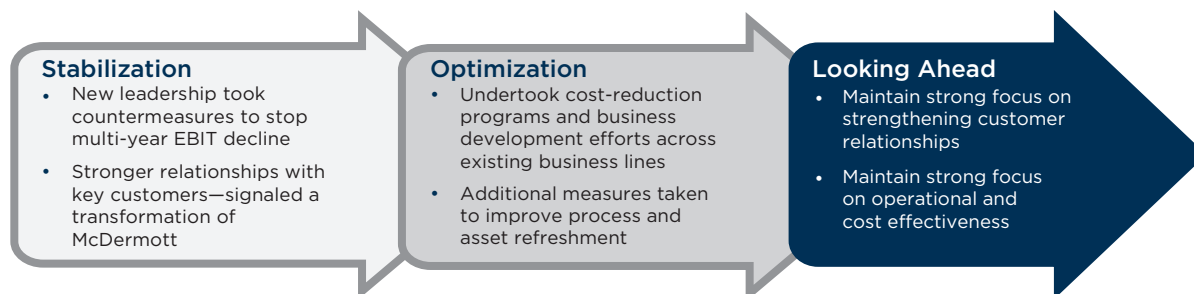 Stabilization
• New leadership took
countermeasures to stop
multi-year EBIT decline
• Stronger relationships with
key customers—signaled a
transformation of
McDermott
Optimization
• Undertook cost-reduction
programs and business
development efforts across
existing business lines
• Additional measures taken
to improve process and
asset refreshment
Looking Ahead
• Maintain strong focus on
strengthening customer
relationships
• Maintain strong focus
on operational and
cost effectiveness